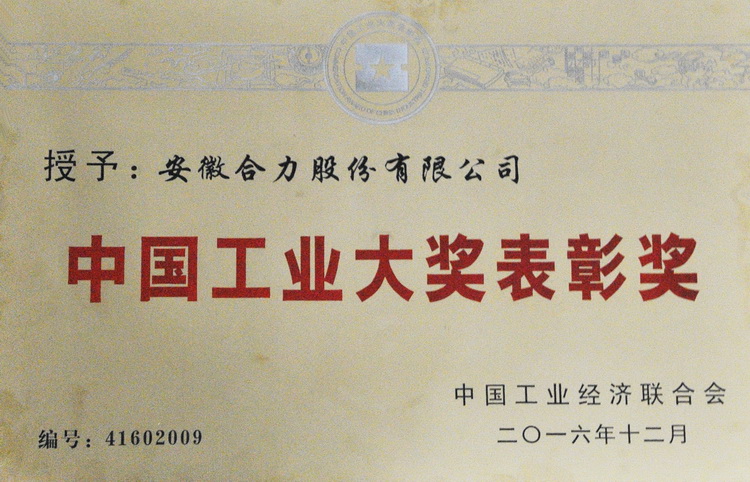 授予：安徽合力股份有限公司
中国工业大奖表彰奖
中国工业经济联合会
编号：41602009
二〇一六年十二月